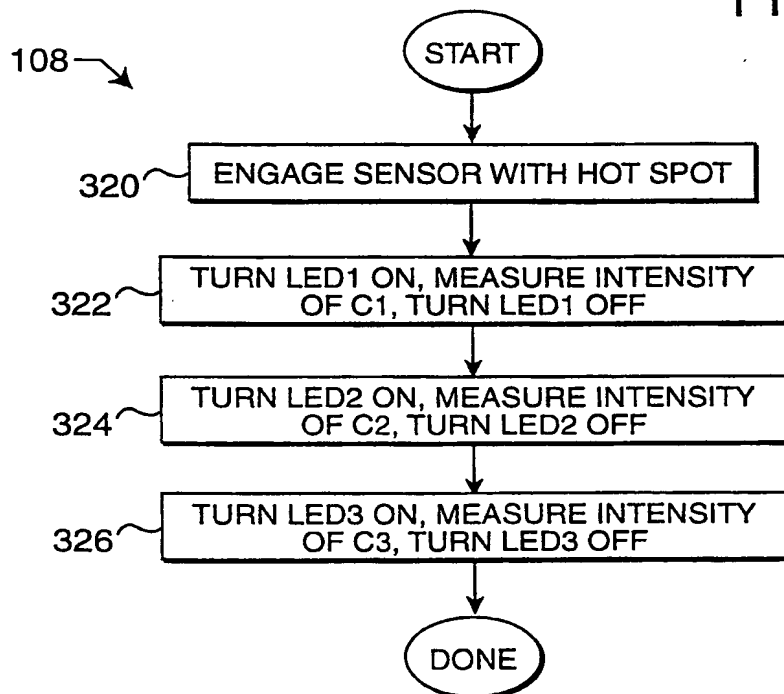 START
108
320
ENGAGE SENSOR WITH HOT SPOT
322
TURN LED1 ON, MEASURE INTENSITY
OF C1, TURN LED1 OFF
324
TURN LED2 ON, MEASURE INTENSITY
OF C2, TURN LED2 OFF
326
TURN LED3 ON, MEASURE INTENSITY
OF C3, TURN LED3 OFF
DONE